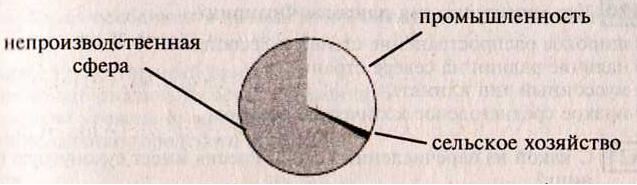 промышленность
непроизводственная
сфера
сельское хозяйство